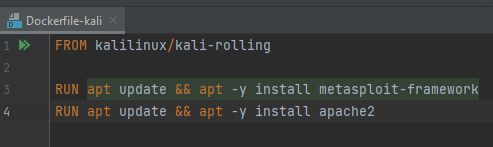 Dockerfile-kali
1 FROM kalilinux/kali-rolling
2
3 RUN apt update && apt -y install metasploit-framework
4 RUN apt update && apt -y install apache2